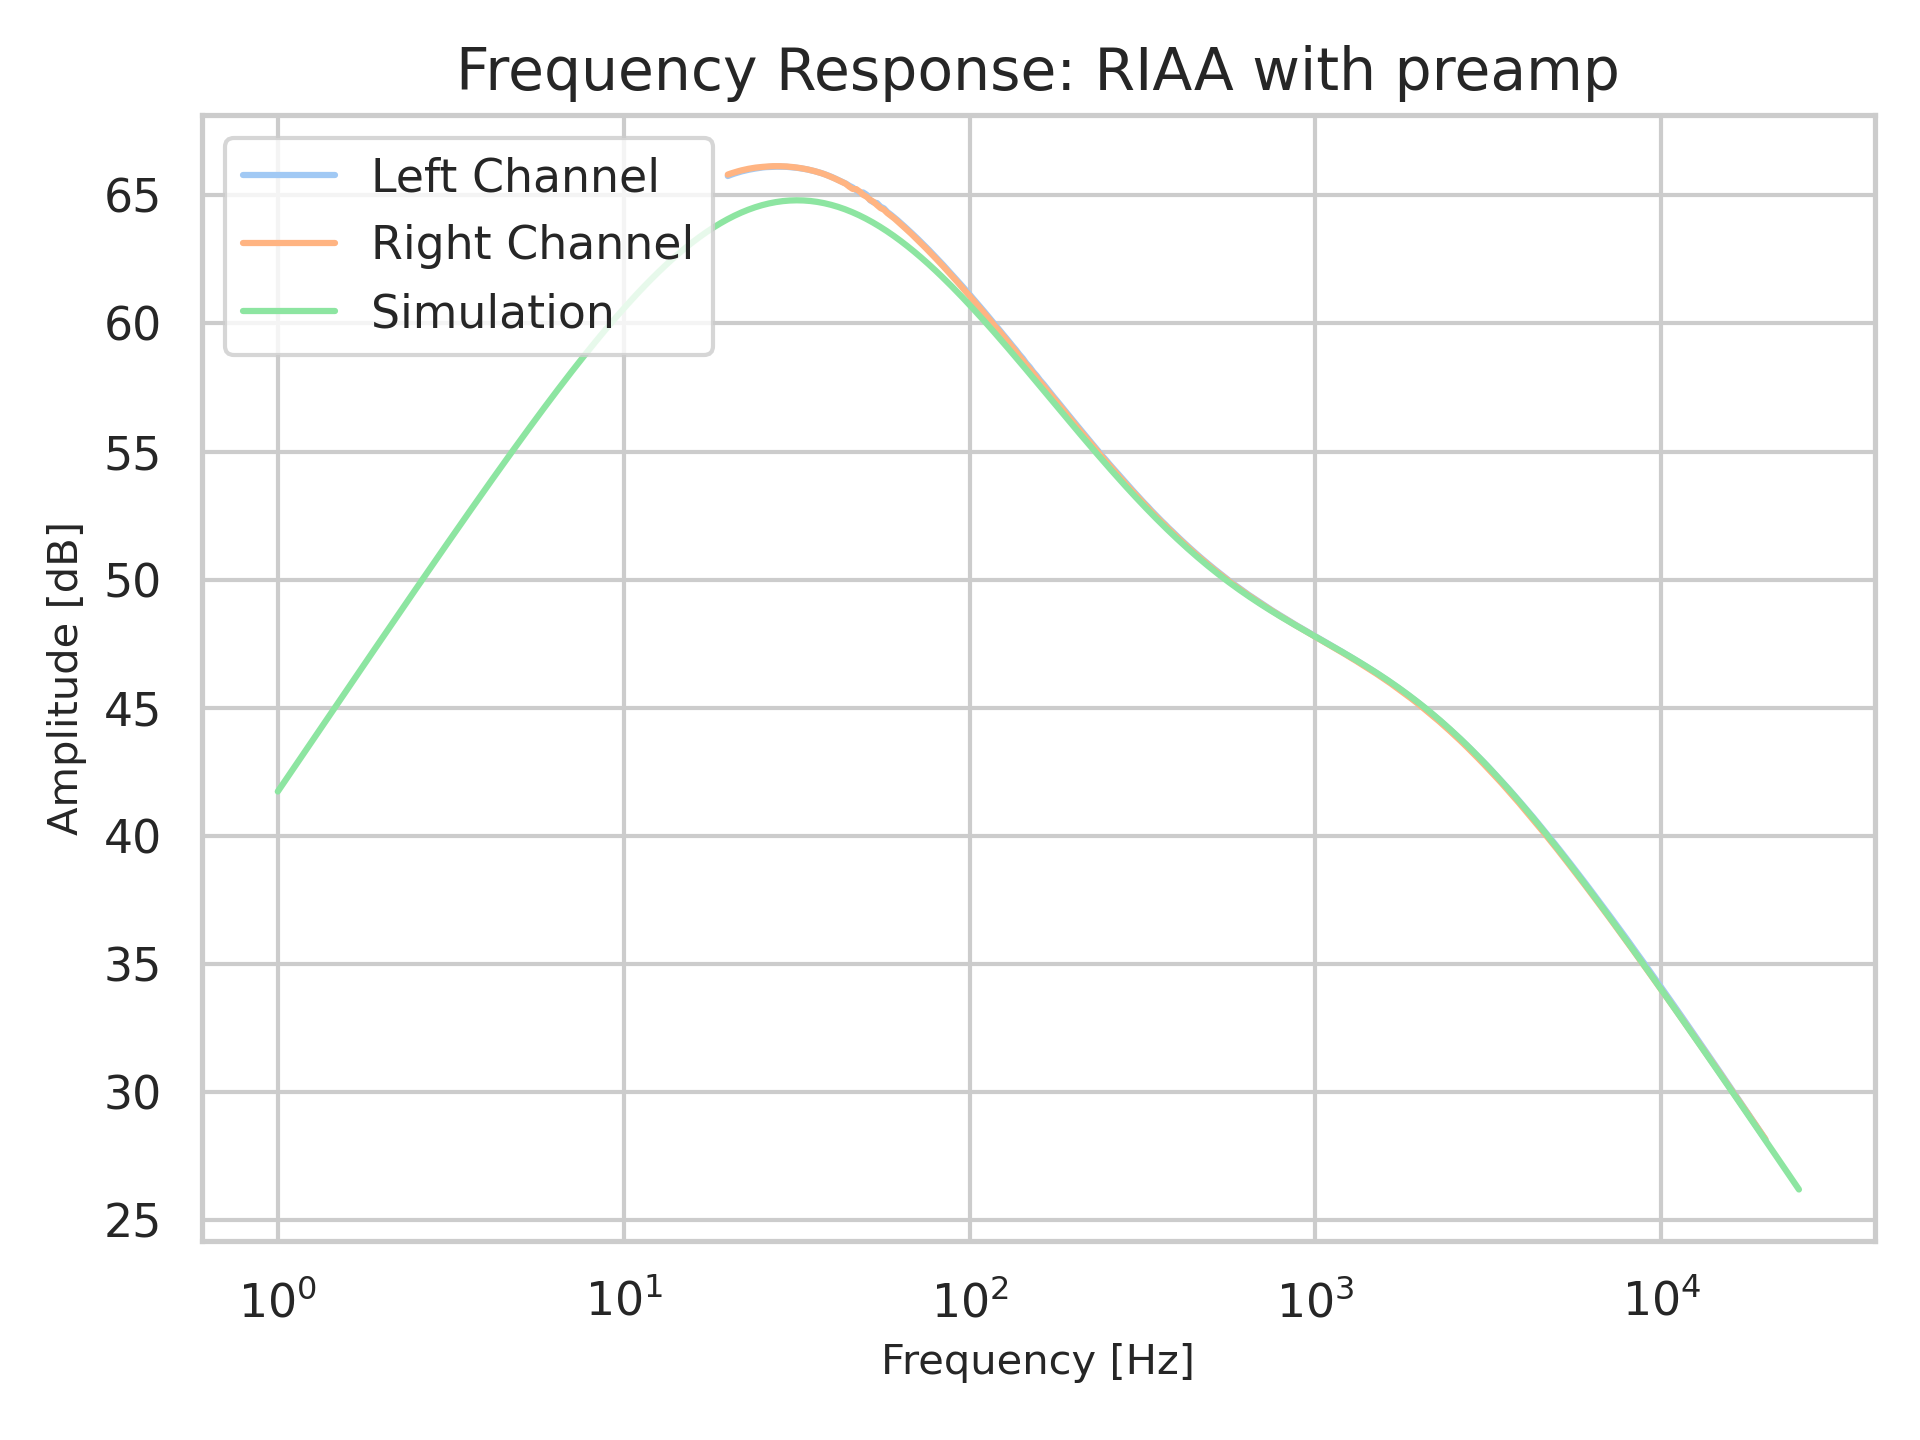 Frequency Response: RIAA with preamp
Left Channel
Right Channel
Simulation
65
60
55
50
45
40
35
30
25
Amplitude [dB]
10⁰ 10¹ 10² 10³ 10⁴
Frequency [Hz]